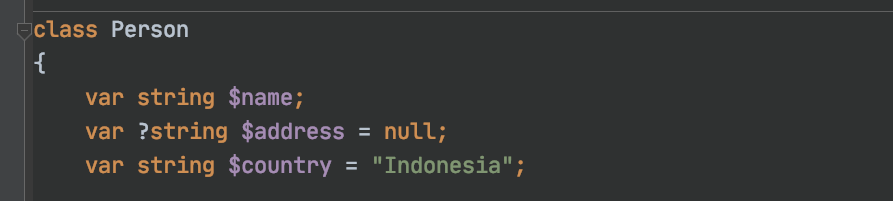 class Person
{
    var string $name;
    var ?string $address = null;
    var string $country = "Indonesia";